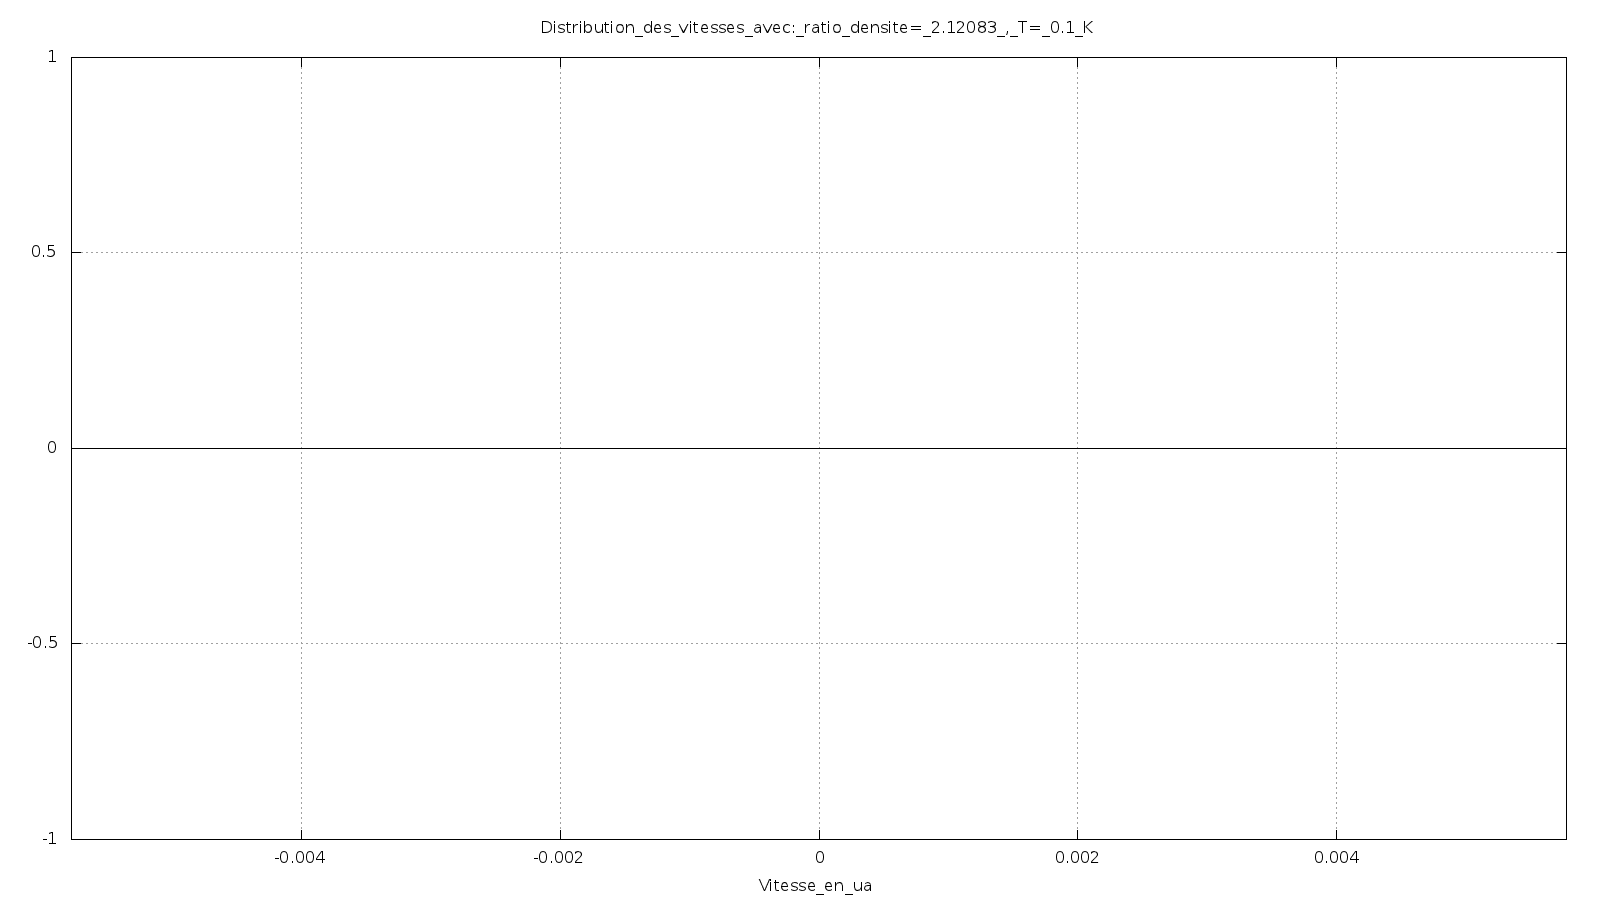 Distribution_des_vitesses_avec:_ratio_densite=_2.12083_,_T=_0.1_K
1
0.5
0
-0.5
-1
-0.004 -0.002 0 0.002 0.004
Vitesse_en_ua